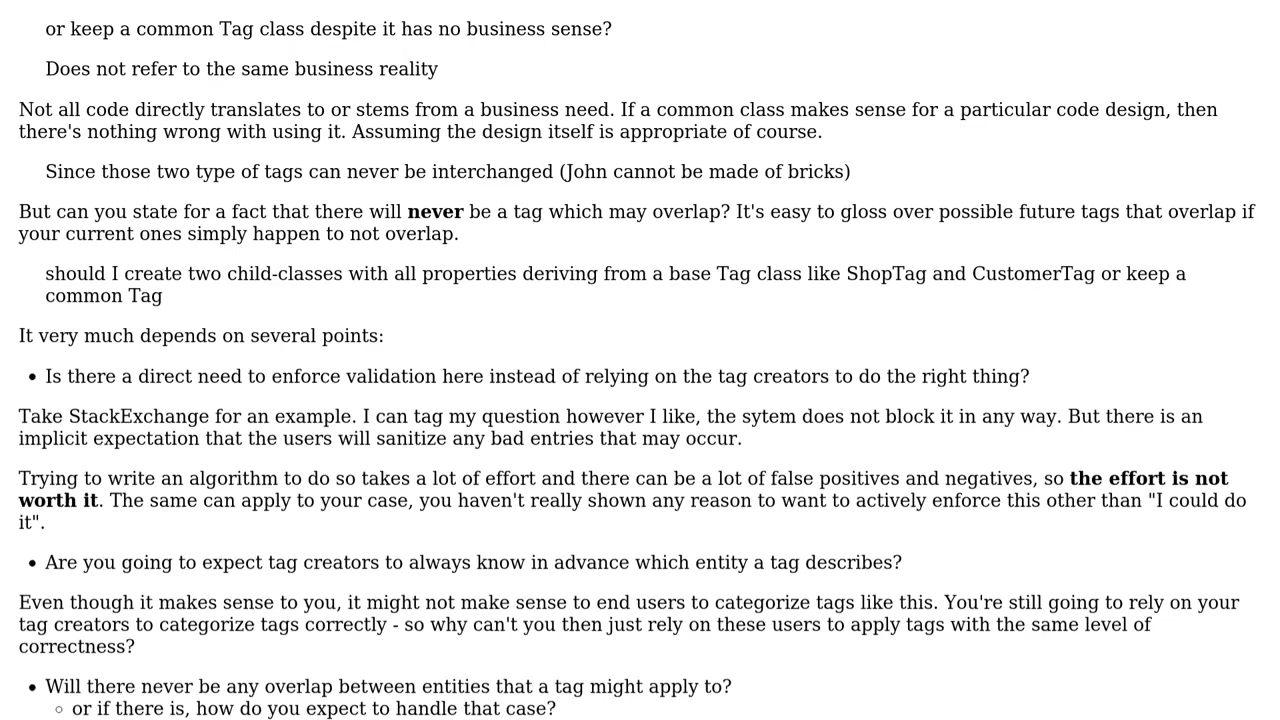 or keep a common Tag class despite it has no business sense?
Does not refer to the same business reality
Not all code directly translates to or stems from a business need. If a common class makes sense for a particular code design, then
there's nothing wrong with using it. Assuming the design itself is appropriate of course.
Since those two type of tags can never be interchanged (John cannot be made of bricks)
But can you state for a fact that there will never be a tag which may overlap? It's easy to gloss over possible future tags that overlap if
your current ones simply happen to not overlap.
should I create two child-classes with all properties deriving from a base Tag class like ShopTag and CustomerTag or keep a
common Tag
It very much depends on several points:
• Is there a direct need to enforce validation here instead of relying on the tag creators to do the right thing?
Take StackExchange for an example. I can tag my question however I like, the sytem does not block it in any way. But there is an
implicit expectation that the users will sanitize any bad entries that may occur.
Trying to write an algorithm to do so takes a lot of effort and there can be a lot of false positives and negatives, so the effort is not
worth it. The same can apply to your case, you haven't really shown any reason to want to actively enforce this other than "I could do
it".
• Are you going to expect tag creators to always know in advance which entity a tag describes?
Even though it makes sense to you, it might not make sense to end users to categorize tags like this. You're still going to rely on your
tag creators to categorize tags correctly - so why can't you then just rely on these users to apply tags with the same level of
correctness?
• Will there never be any overlap between entities that a tag might apply to?
◦ or if there is, how do you expect to handle that case?